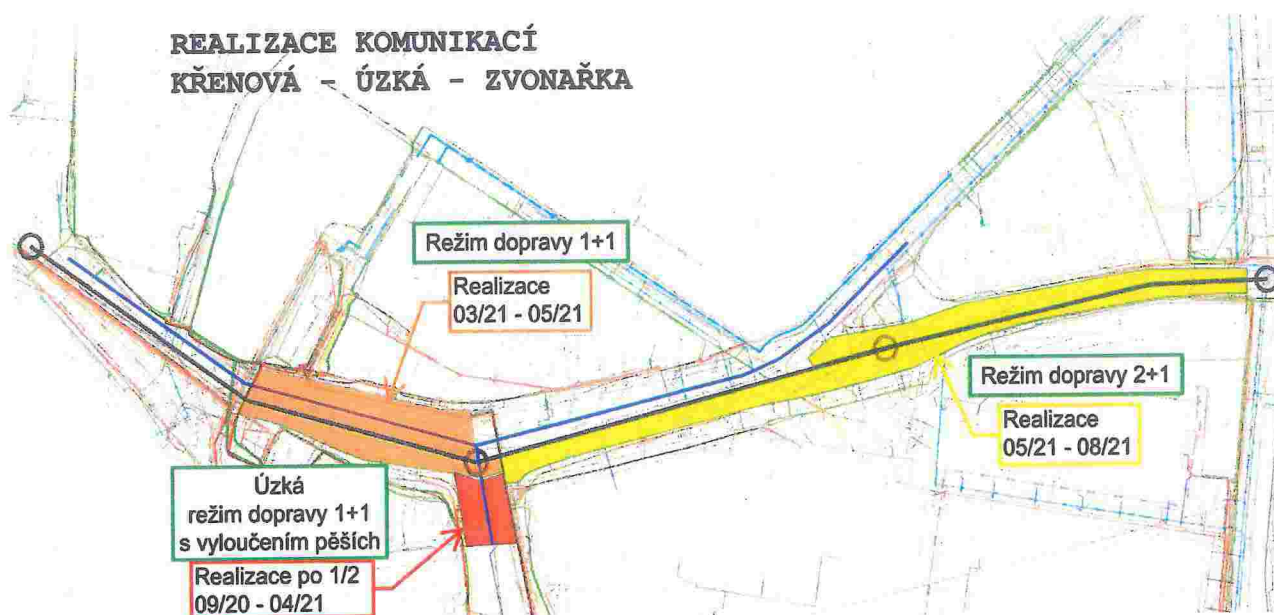 REALIZACE KOMUNIKACÍ
KŘENOVÁ - ÚZKÁ - ZVONAŘKA
Režim dopravy 1+1
Realizace
03/21 - 05/21
Režim dopravy 2+1
Realizace
05/21 - 08/21
Úzká
režim dopravy 1+1
s vyloučením pěších
Realizace po 1/2
09/20 - 04/21